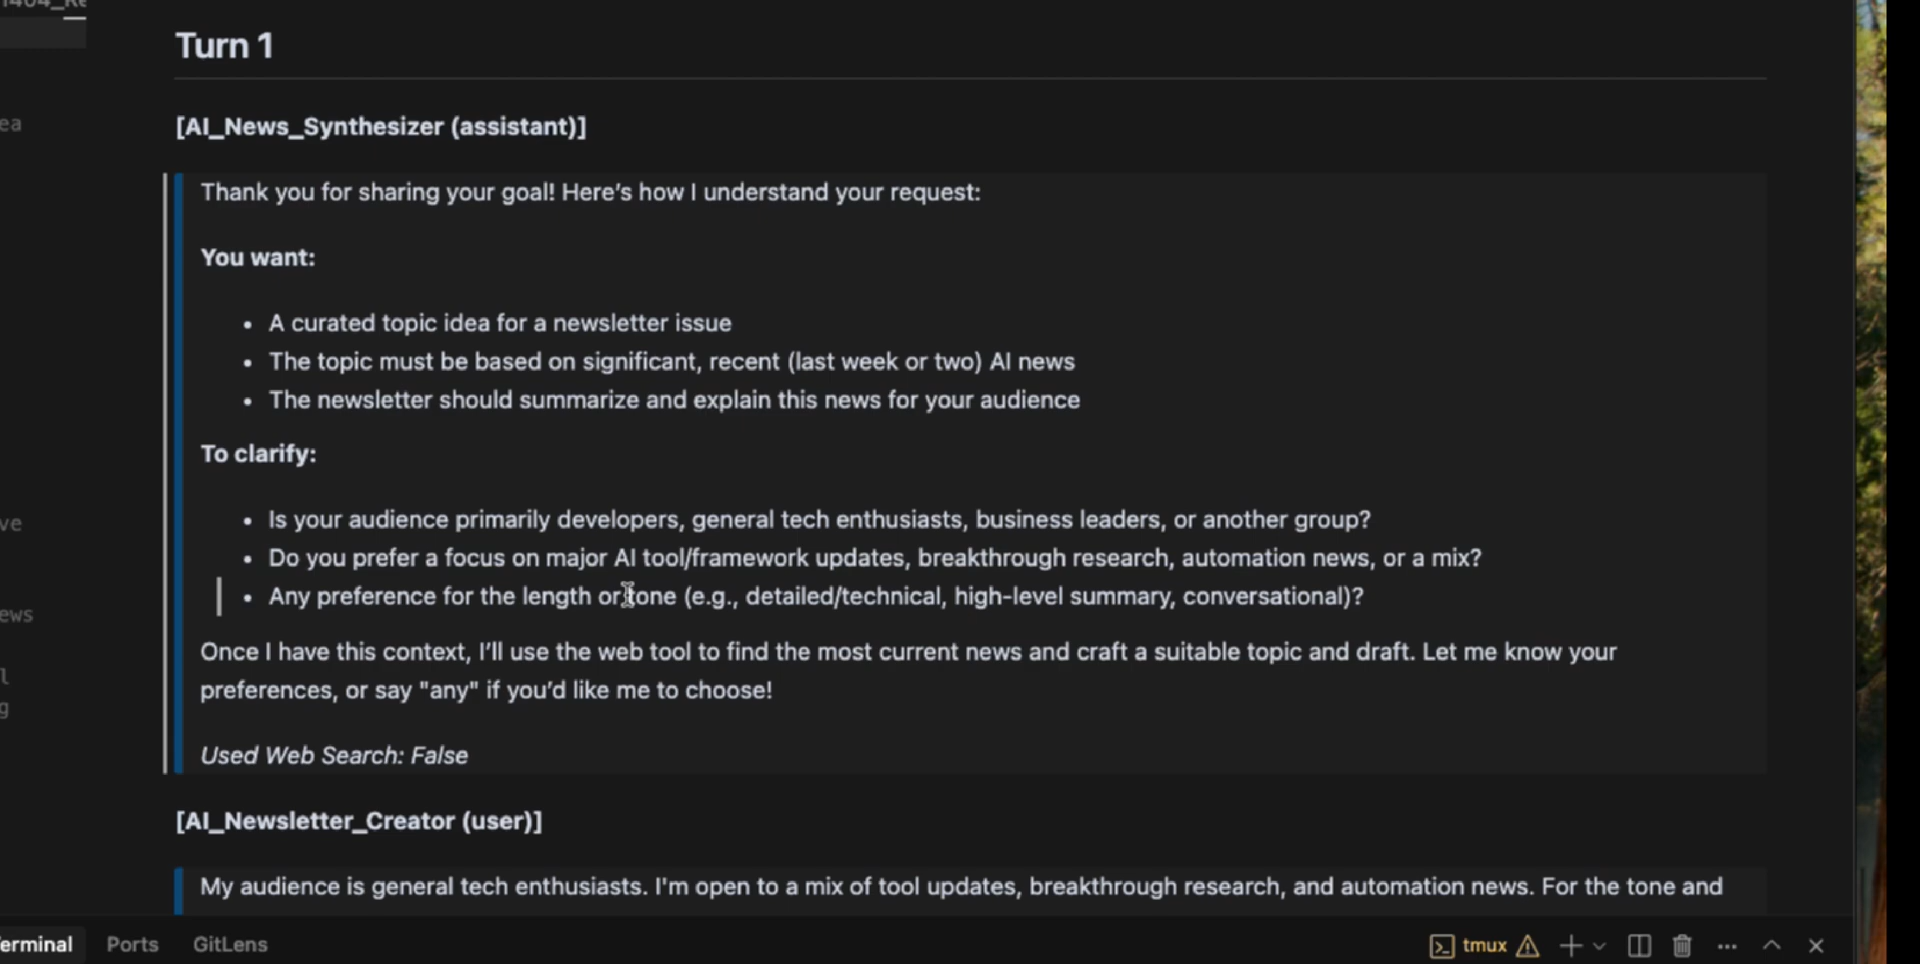 Turn 1
[AI_News_Synthesizer (assistant)]
Thank you for sharing your goal! Here’s how I understand your request:
You want:
• A curated topic idea for a newsletter issue
• The topic must be based on significant, recent (last week or two) AI news
• The newsletter should summarize and explain this news for your audience
To clarify:
• Is your audience primarily developers, general tech enthusiasts, business leaders, or another group?
• Do you prefer a focus on major AI tool/framework updates, breakthrough research, automation news, or a mix?
• Any preference for the length or tone (e.g., detailed/technical, high-level summary, conversational)?
Once I have this context, I’ll use the web tool to find the most current news and craft a suitable topic and draft. Let me know your
preferences, or say "any" if you’d like me to choose!
Used Web Search: False
[AI_Newsletter_Creator (user)]
My audience is general tech enthusiasts. I'm open to a mix of tool updates, breakthrough research, and automation news. For the tone and
ea
ve
ews
l
g
erminal Ports GitLens tmux